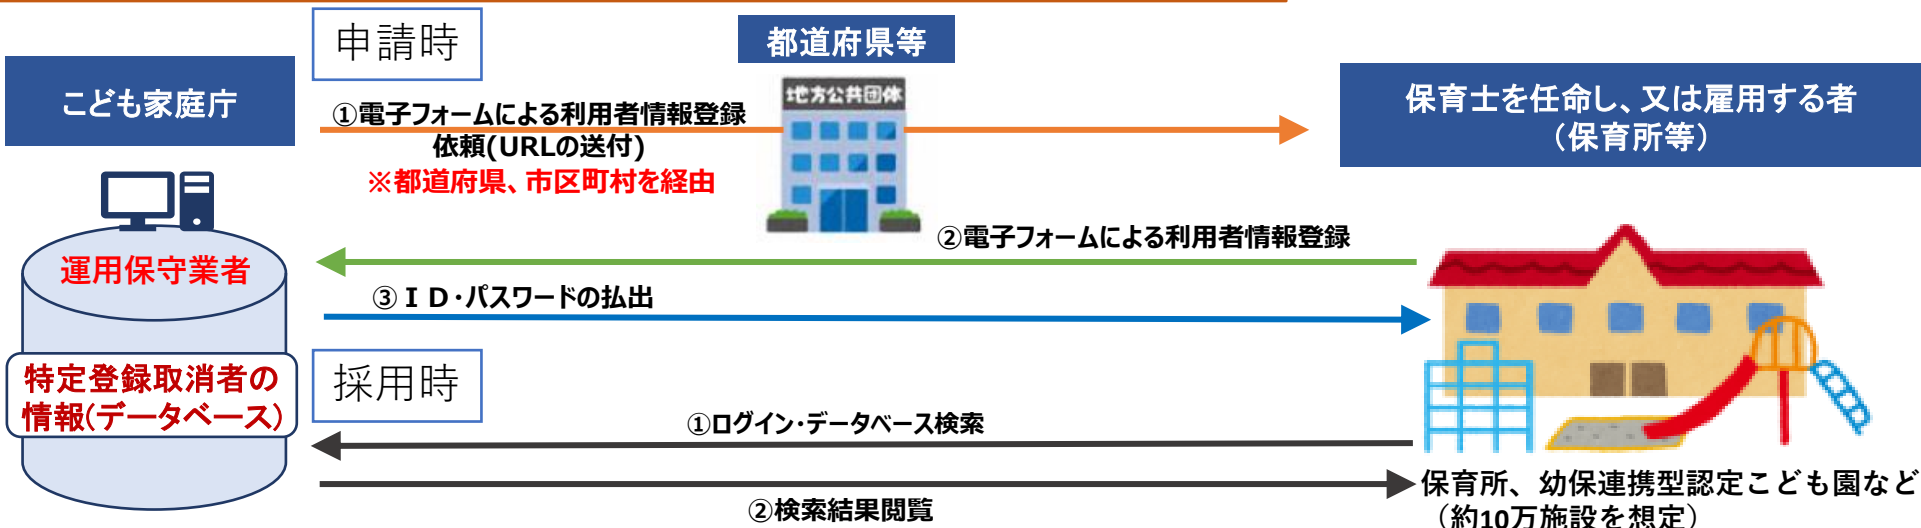 申請時
都道府県等
こども家庭庁
地方公共団体
保育士を任命し、又は雇用する者
（保育所等）
①電子フォームによる利用者情報登録
依頼(URLの送付)
※都道府県、市区町村を経由
②電子フォームによる利用者情報登録
運用保守業者
③ＩＤ・パスワードの払出
特定登録取消者の
情報(データベース)
採用時
①ログイン・データベース検索
②検索結果閲覧
保育所、幼保連携型認定こども園など
（約10万施設を想定）